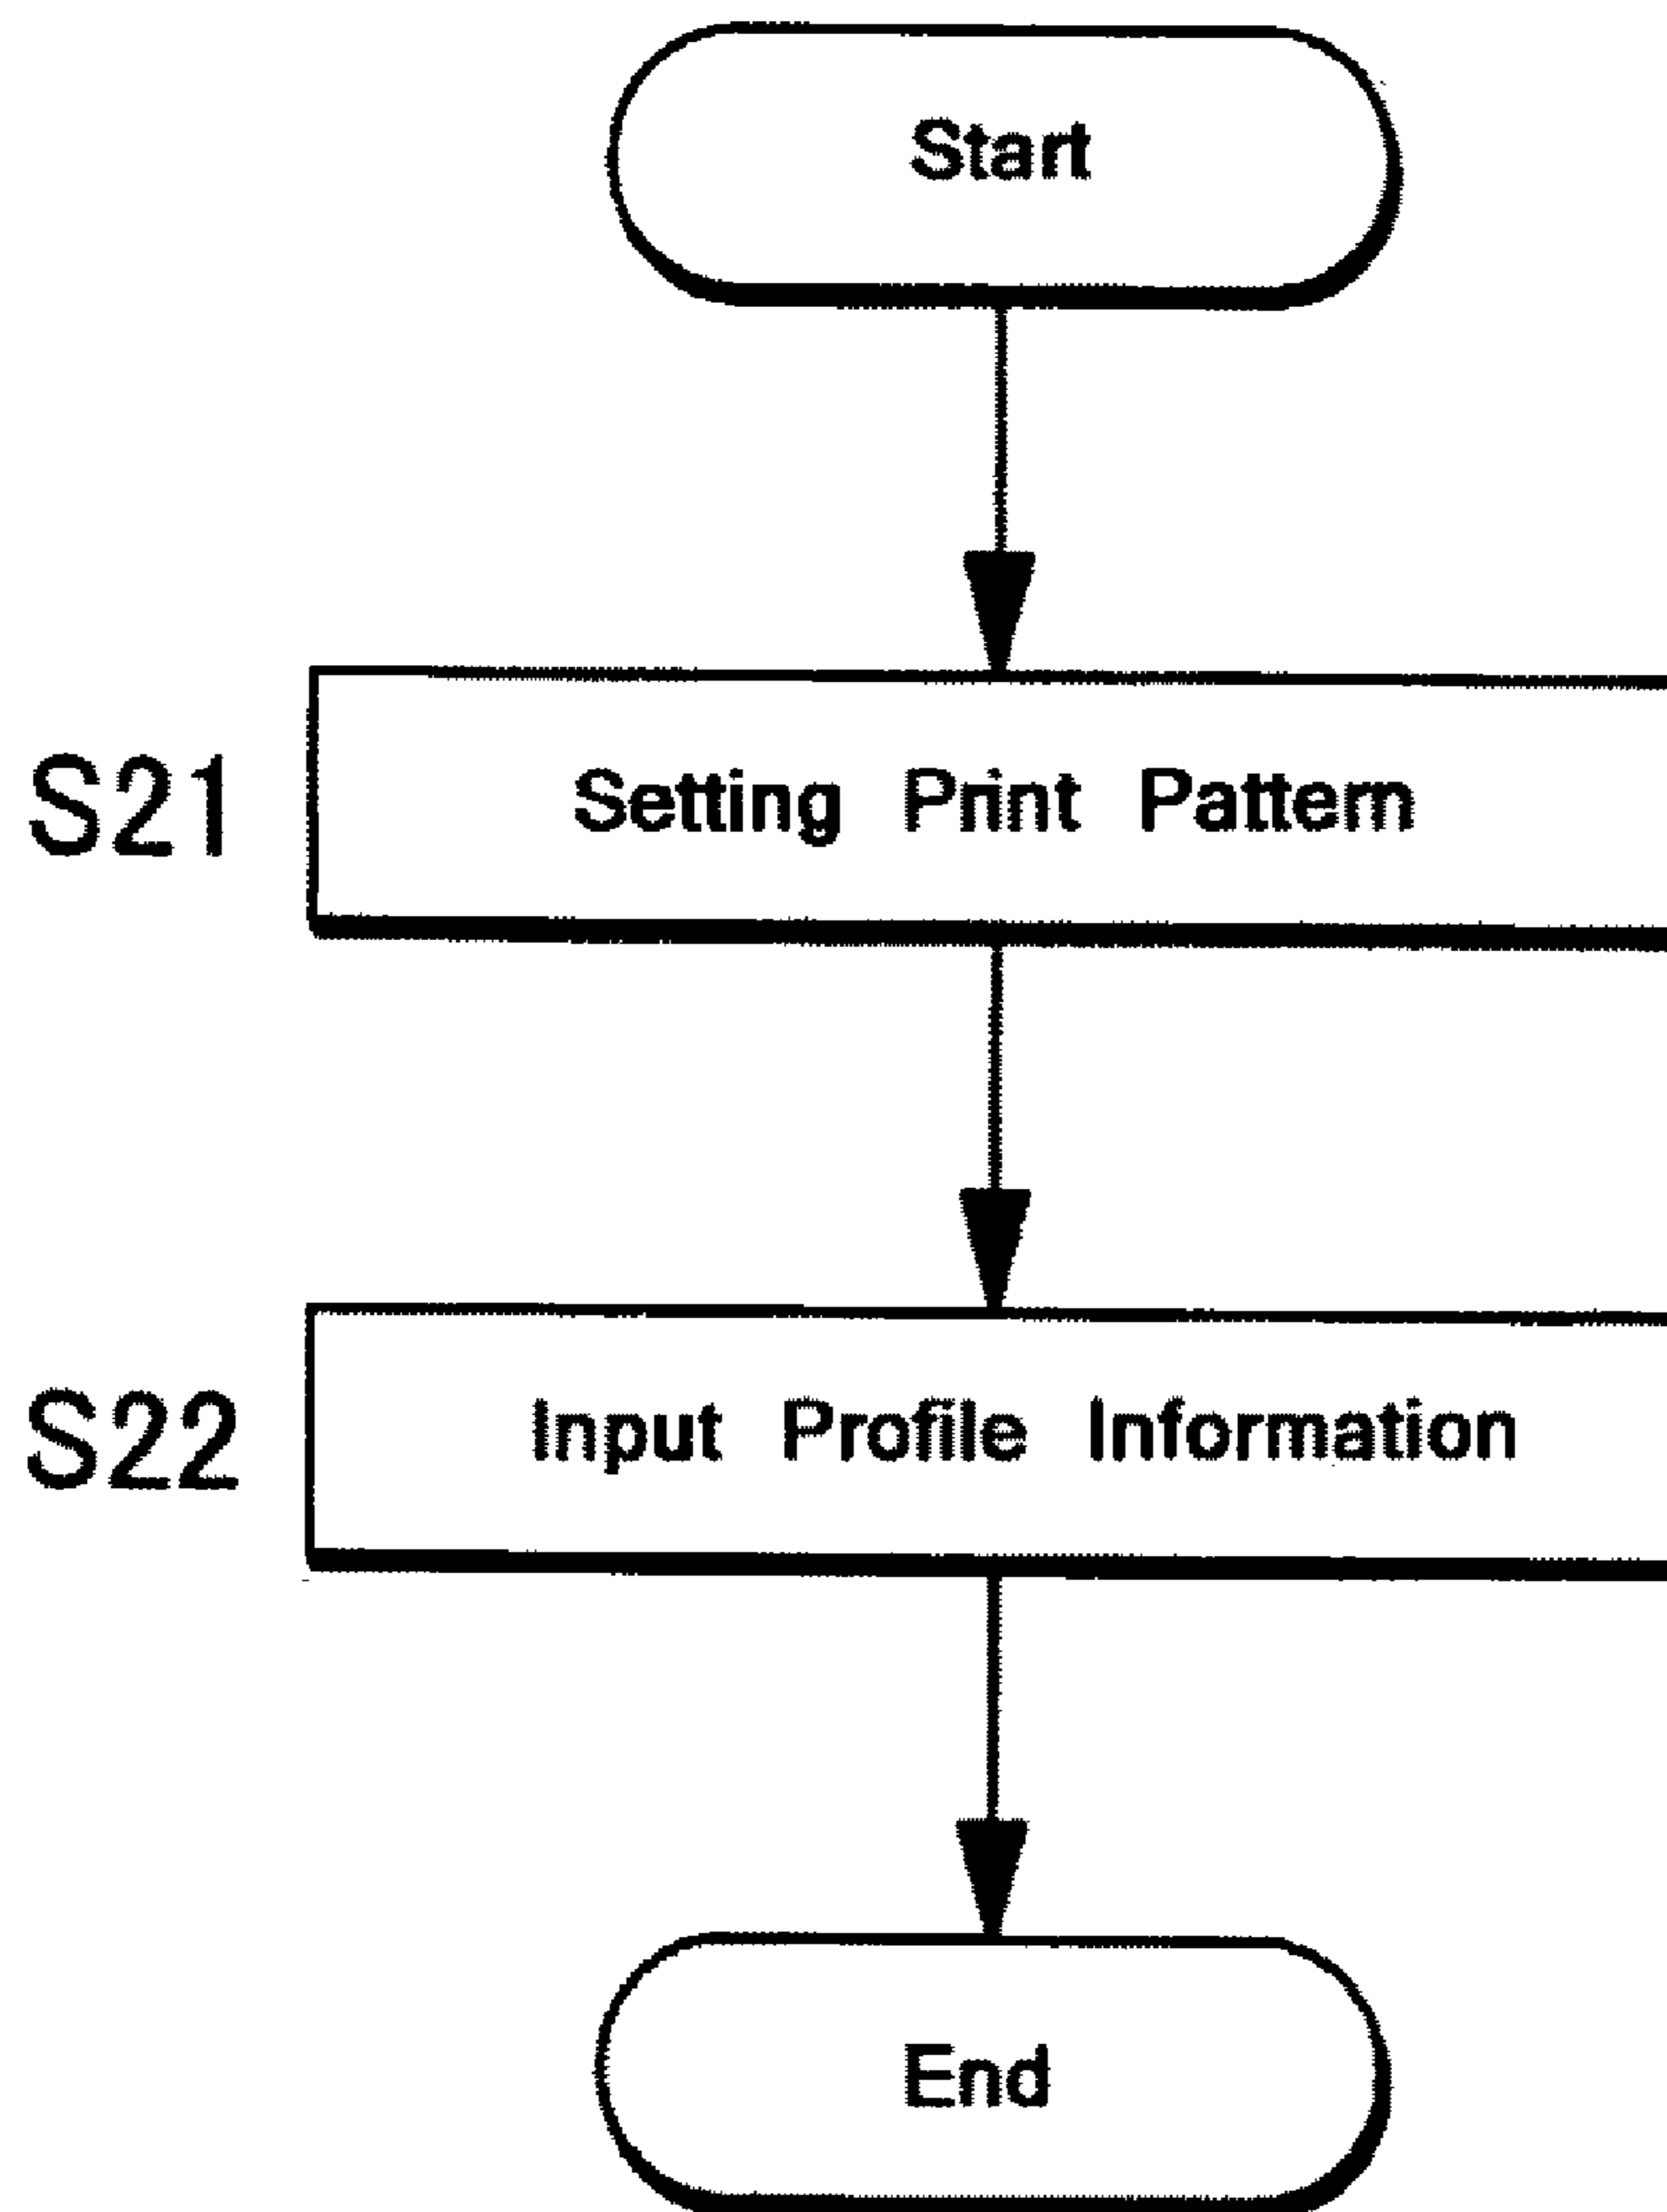 Start
S21 Setting Print Pattern
S22 Input Profile Information
End